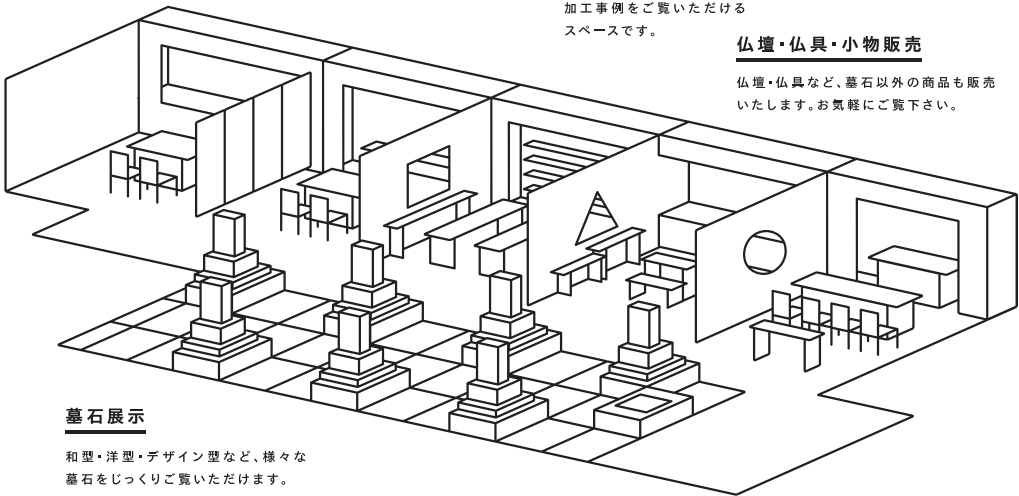 加工事例をご覧いただける
スペースです。
仏壇・仏具・小物販売
仏壇・仏具など、墓石以外の商品も販売
いたします。お気軽にご覧下さい。
墓石展示
和型・洋型・デザイン型など、様々な
墓石をじっくりご覧いただけます。